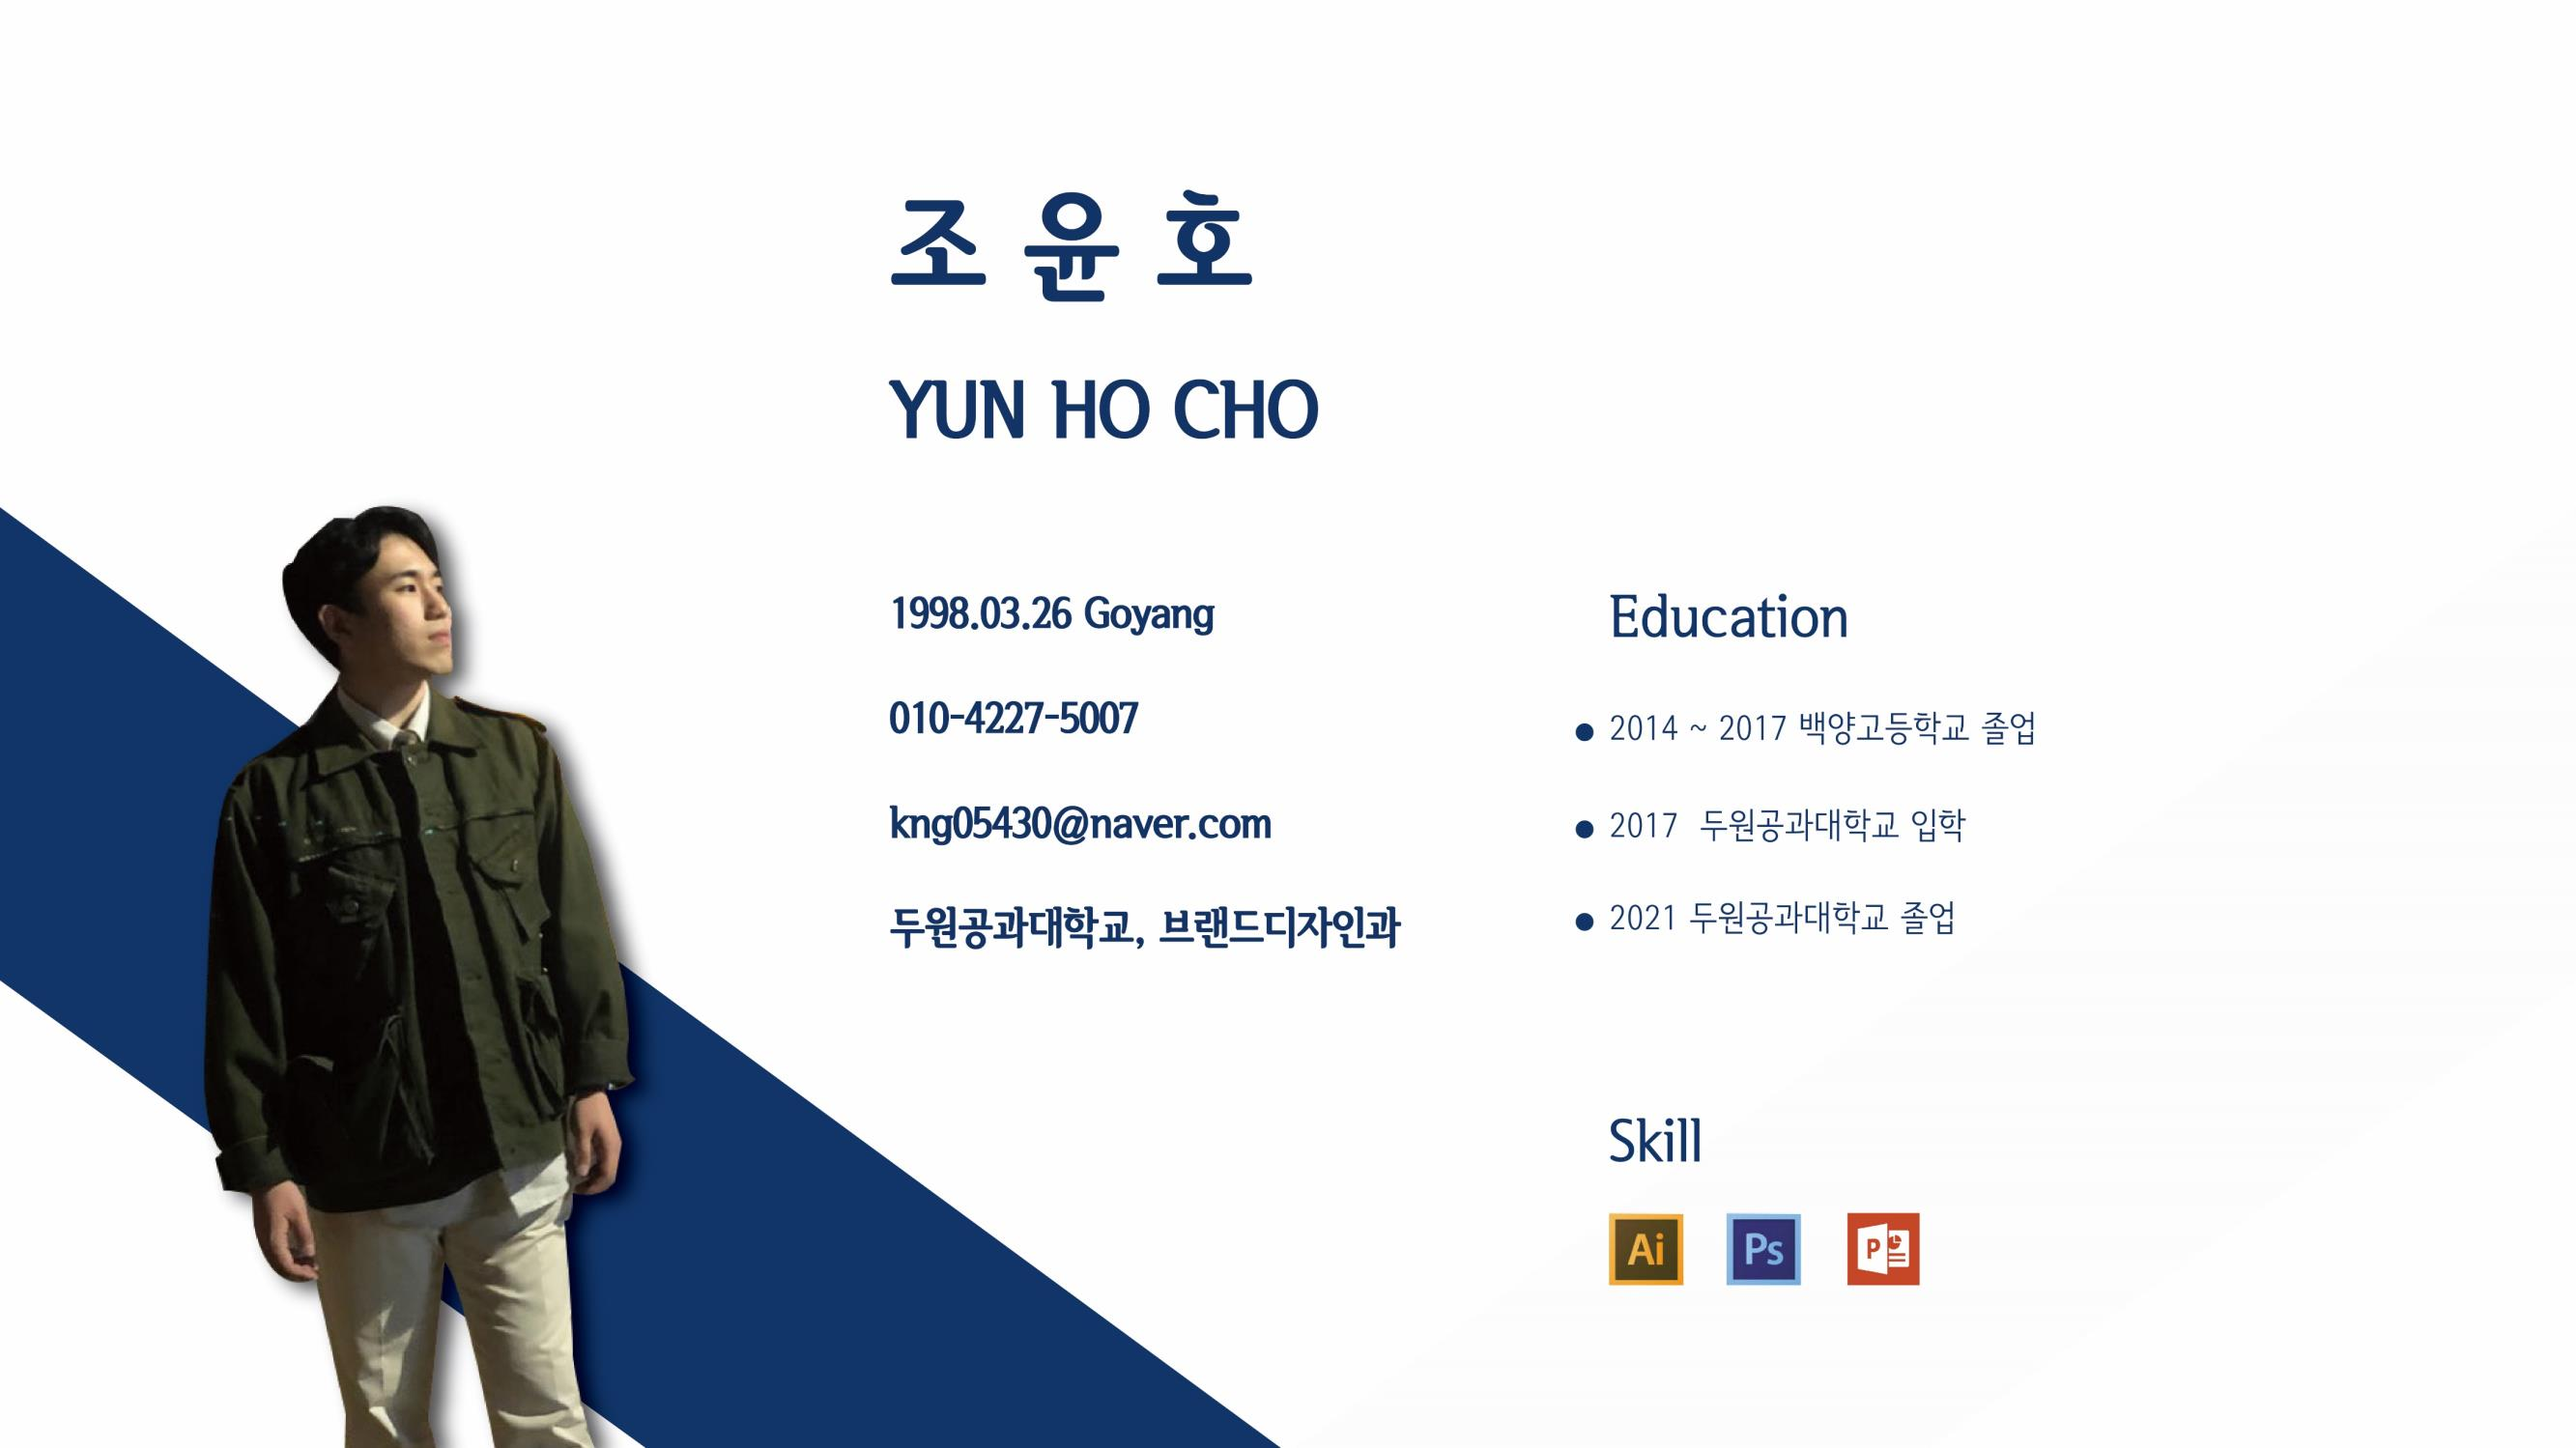 조 윤 호
YUN HO CHO
1998.03.26 Goyang
010-4227-5007
kng05430@naver.com
두원공과대학교, 브랜드디자인과
Education
● 2014 ~ 2017 백양고등학교 졸업
● 2017 두원공과대학교 입학
● 2021 두원공과대학교 졸업
Skill
Ai Ps P